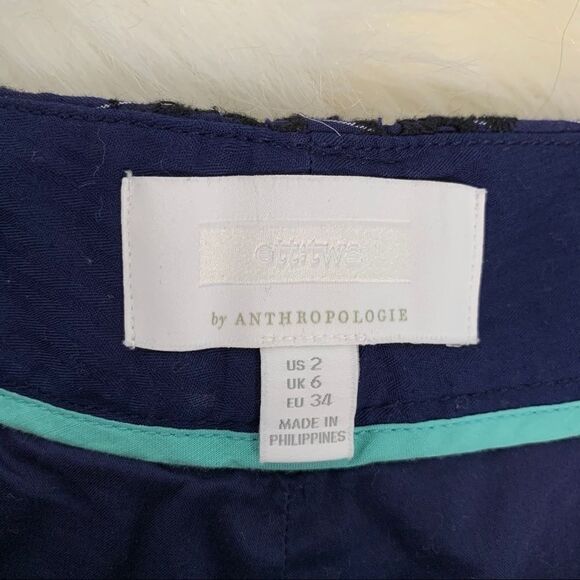 by ANTHROPOLOGIE
US 2
UK 6
EU 34
MADE IN
PHILIPPINES